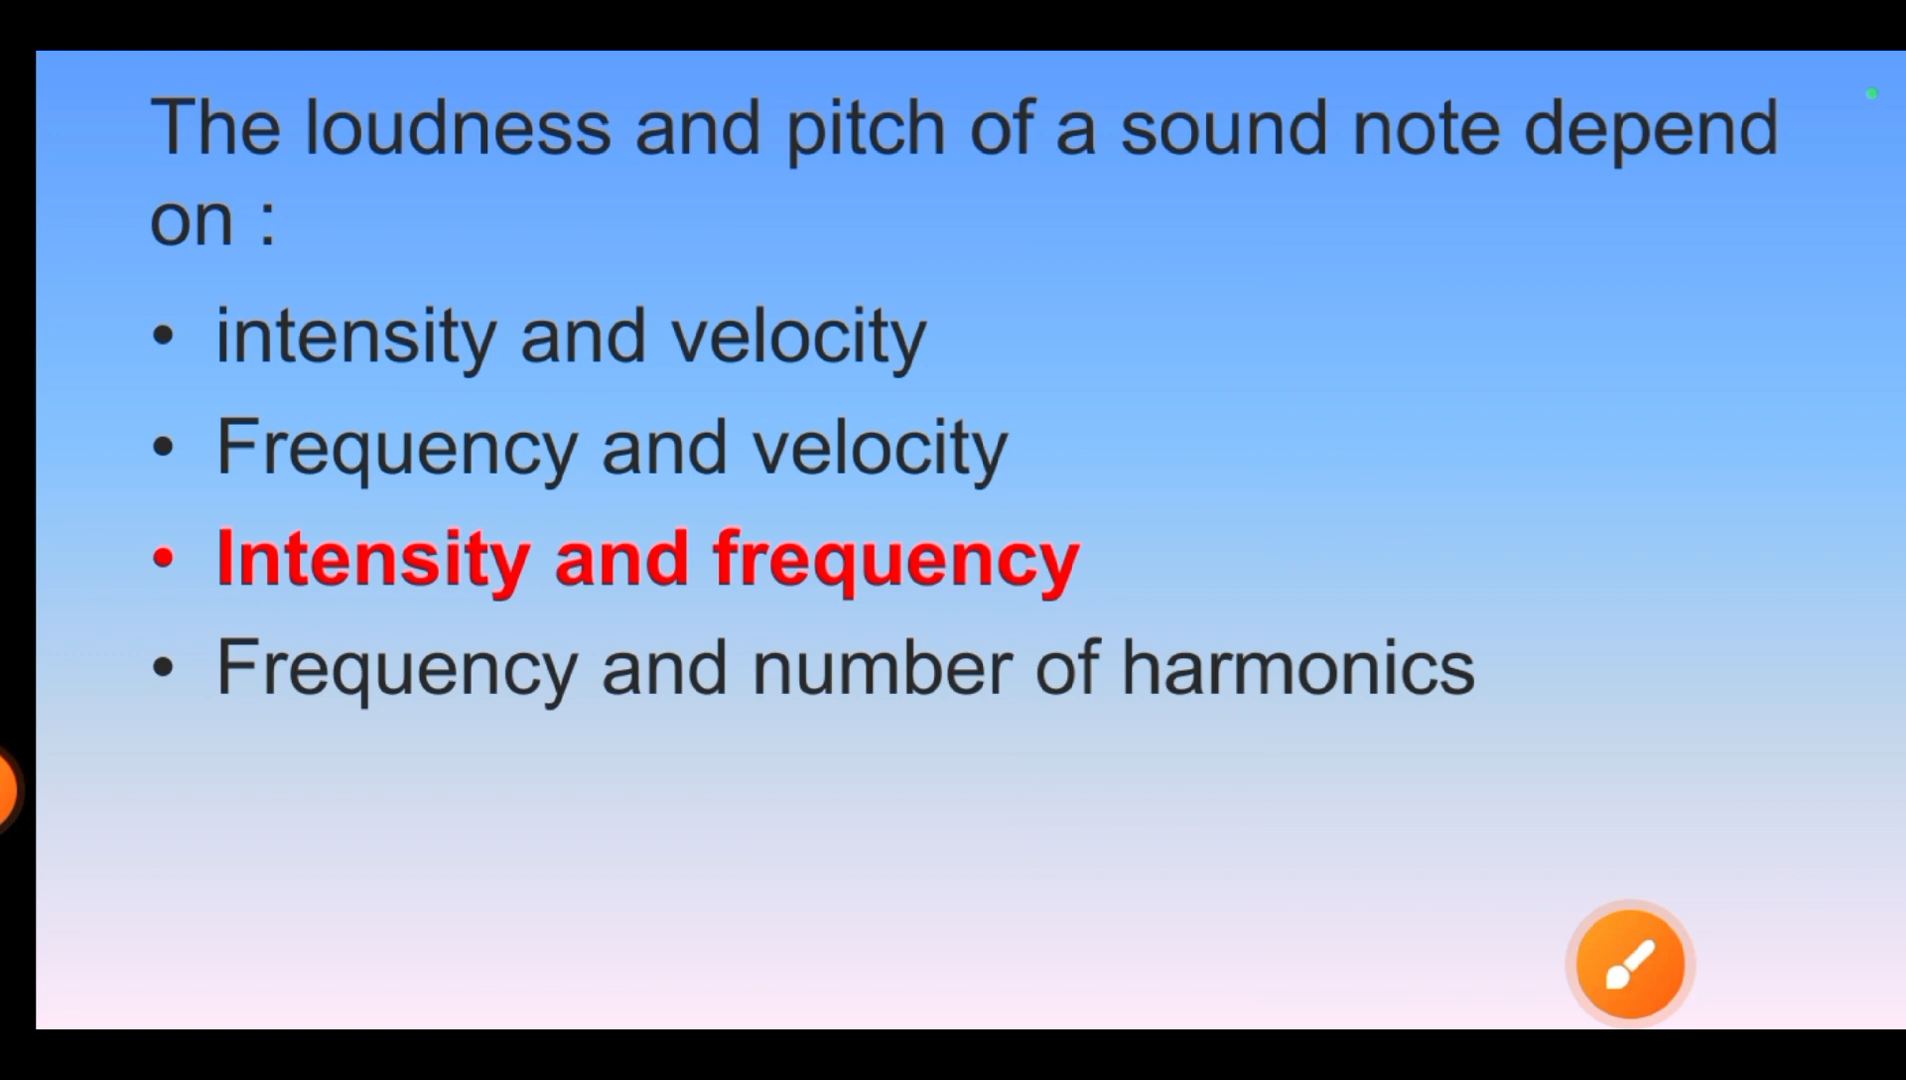 The loudness and pitch of a sound note depend
on :
• intensity and velocity
• Frequency and velocity
• Intensity and frequency
• Frequency and number of harmonics